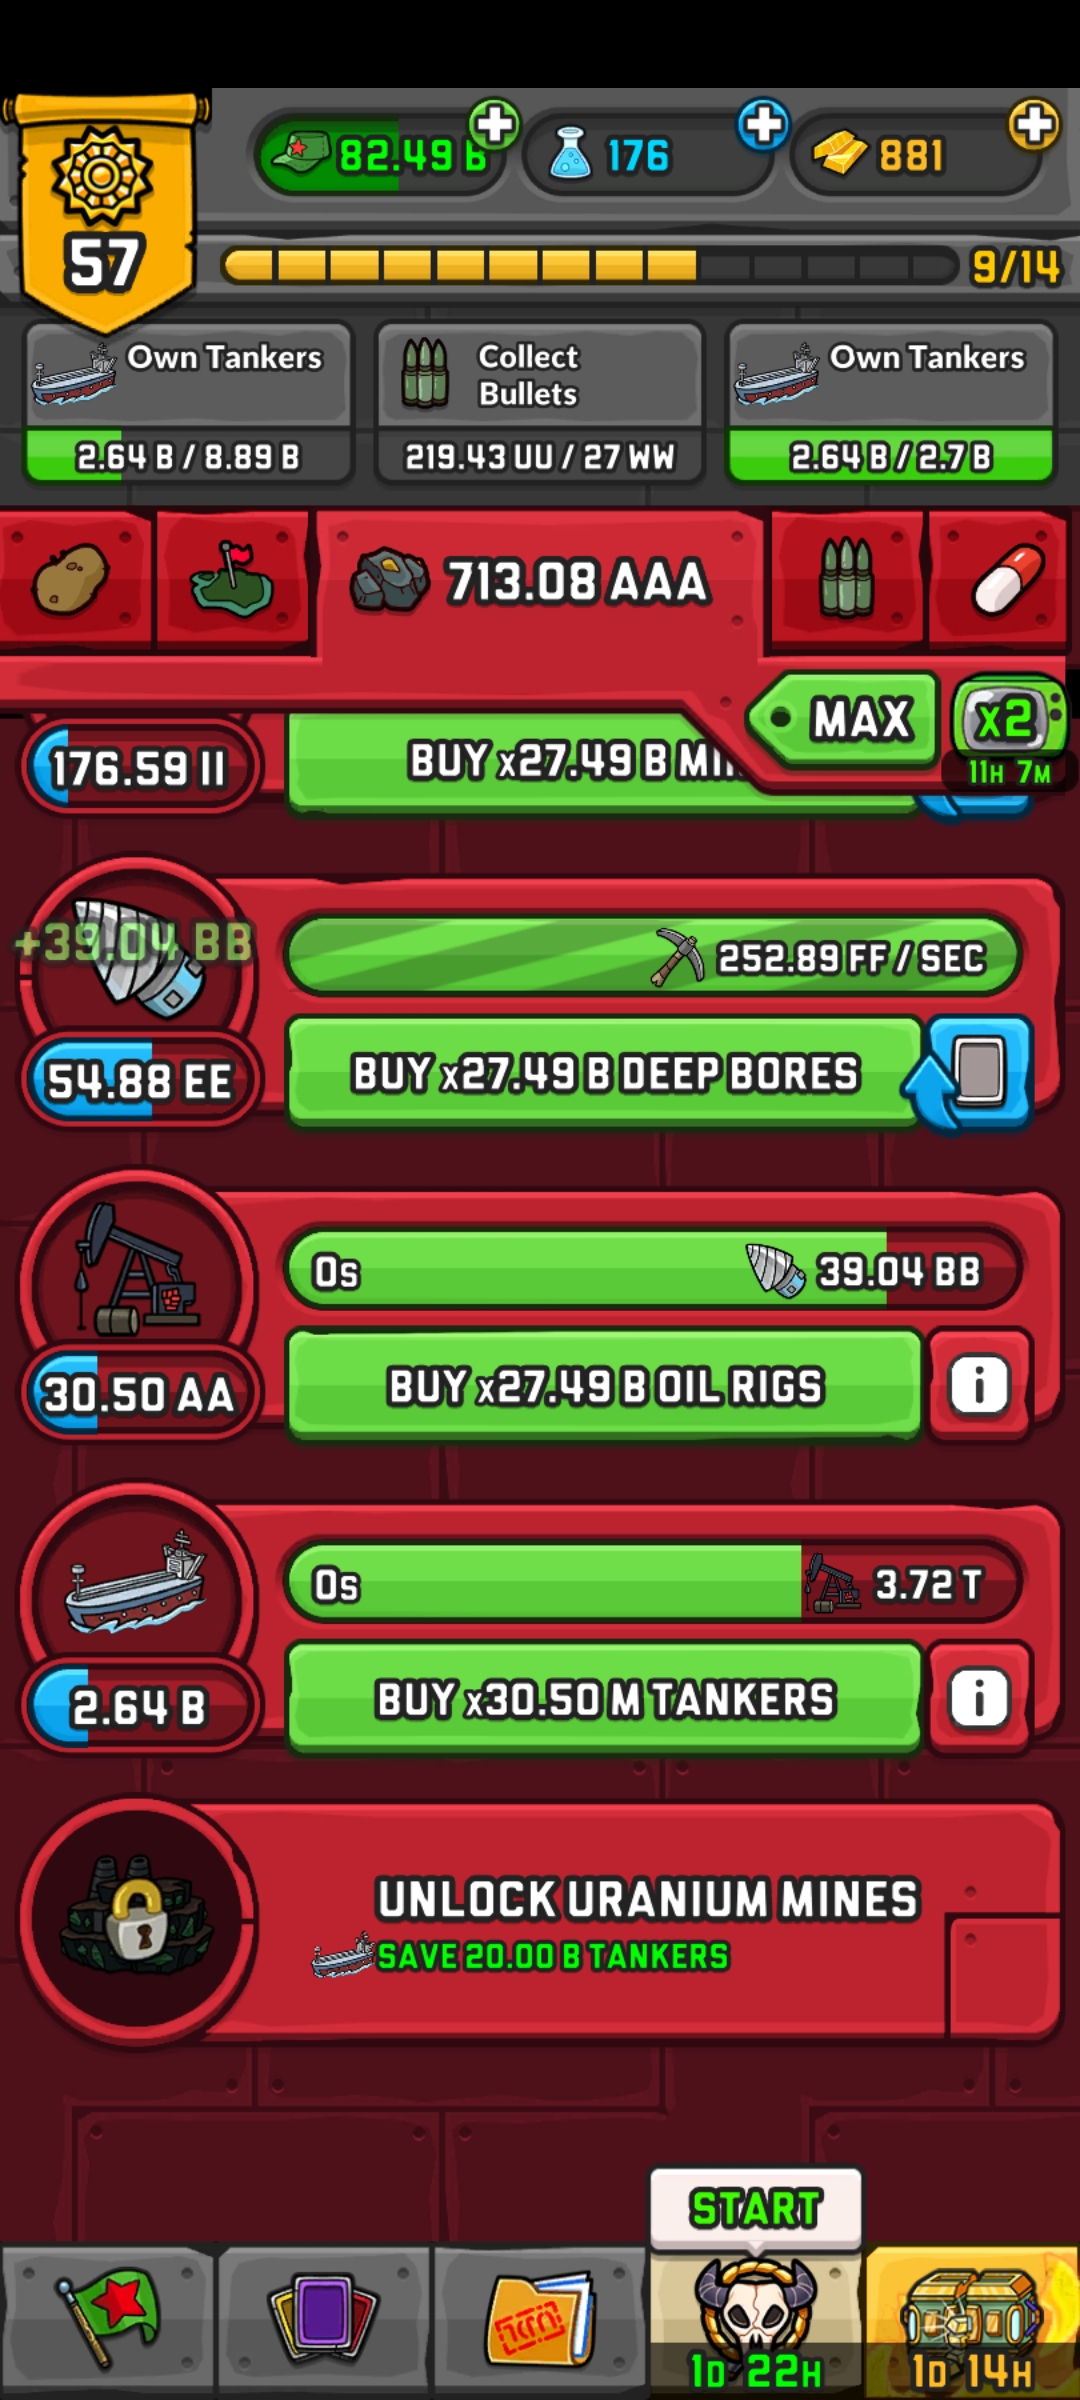 82.49 B
176
881
57
9/14
Own Tankers
2.64 B / 8.89 B
Collect
Bullets
219.43 UU / 27 WW
Own Tankers
2.64 B / 2.7 B
713.08 AAA
MAX
x2
11H 7M
176.59 II
BUY x27.49 B
+39.04 BB
252.89 FF / SEC
54.88 EE
BUY x27.49 B DEEP BORES
0s
39.04 BB
30.50 AA
BUY x27.49 B OIL RIGS
i
0s
3.72 T
2.64 B
BUY x30.50 M TANKERS
i
UNLOCK URANIUM MINES
SAVE 20.00 B TANKERS
START
1D 22H
1D 14H